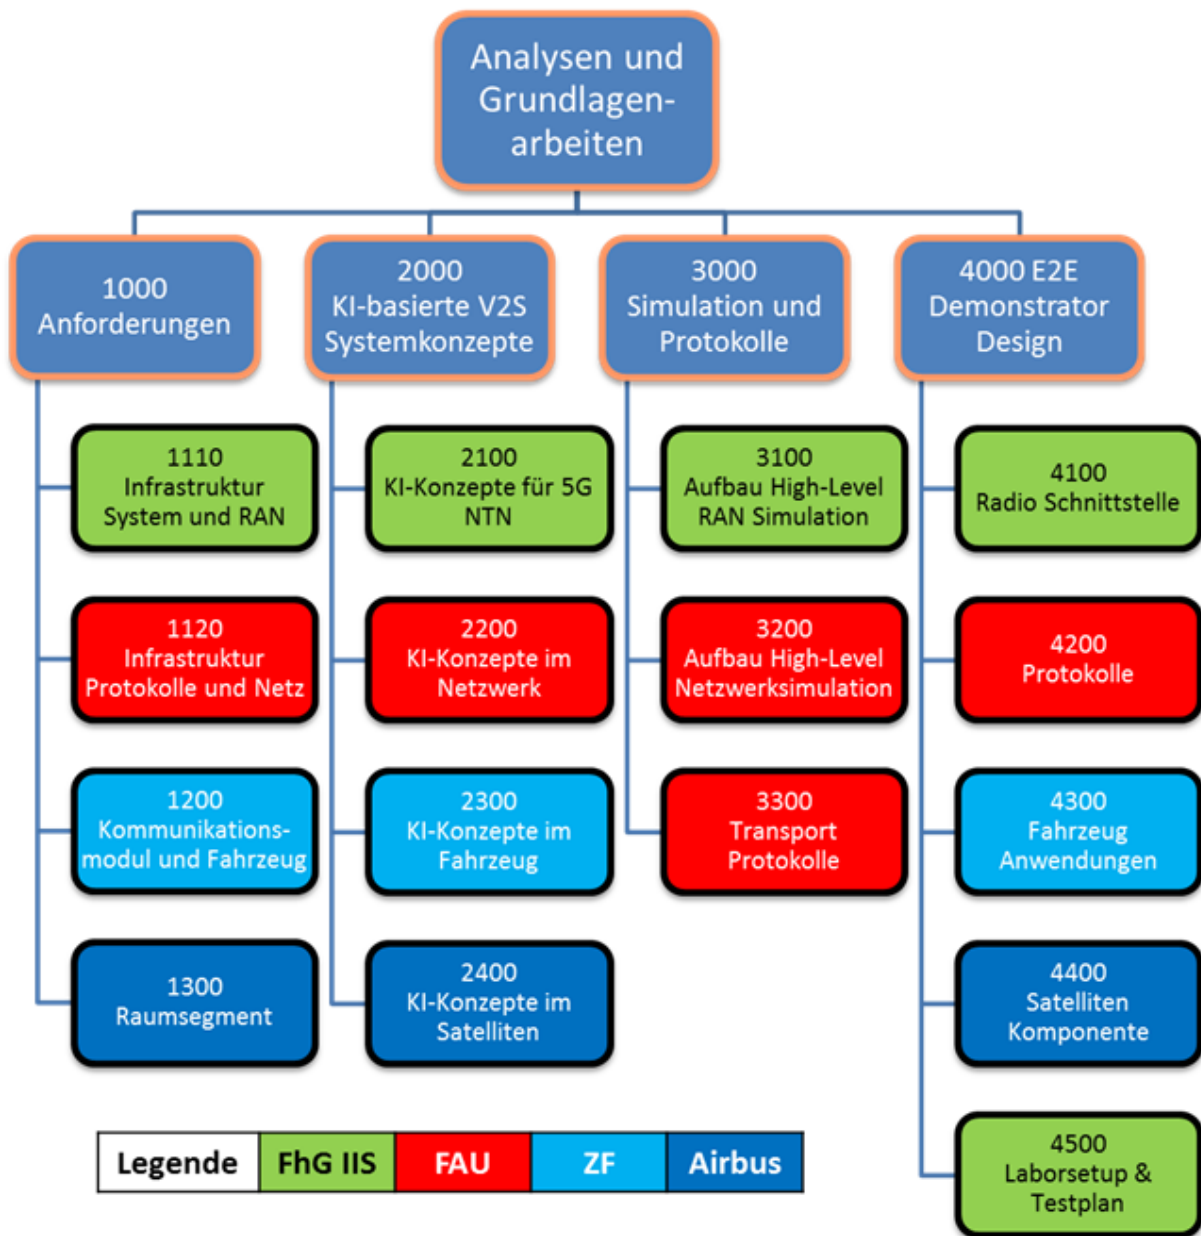 Analysen und
Grundlagen-
arbeiten
1000
Anforderungen
2000
KI-basierte V2S
Systemkonzepte
3000
Simulation und
Protokolle
4000 E2E
Demonstrator
Design
1110
Infrastruktur
System und RAN
2100
KI-Konzepte für 5G
NTN
3100
Aufbau High-Level
RAN Simulation
4100
Radio Schnittstelle
1120
Infrastruktur
Protokolle und Netz
2200
KI-Konzepte im
Netzwerk
3200
Aufbau High-Level
Netzwerksimulation
4200
Protokolle
1200
Kommunikations-
modul und Fahrzeug
2300
KI-Konzepte im
Fahrzeug
3300
Transport
Protokolle
4300
Fahrzeug
Anwendungen
1300
Raumsegment
2400
KI-Konzepte im
Satelliten
4400
Satelliten
Komponente
4500
Laborsetup &
Testplan
Legende FhG IIS FAU ZF Airbus